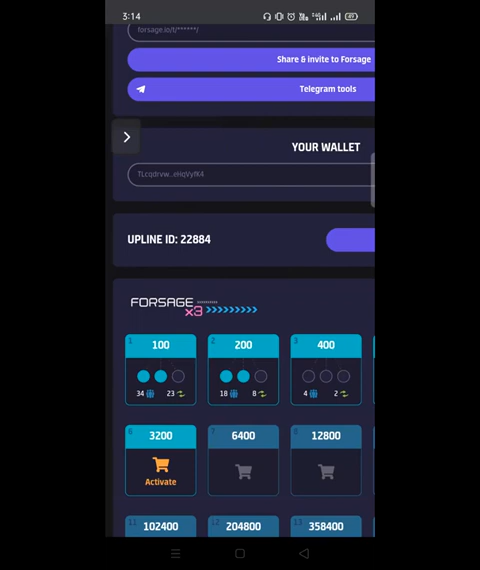 3:14
47
forsage.io/t/******/
Share & invite to Forsage
Telegram tools
YOUR WALLET
TLcqdrvw...eHqVyfK4
UPLINE ID: 22884
FORSAGE
x3
1 100
2 200
3 400
34 23
18 8
4 2
6 3200
7 6400
8 12800
Activate
11 102400
12 204800
13 358400